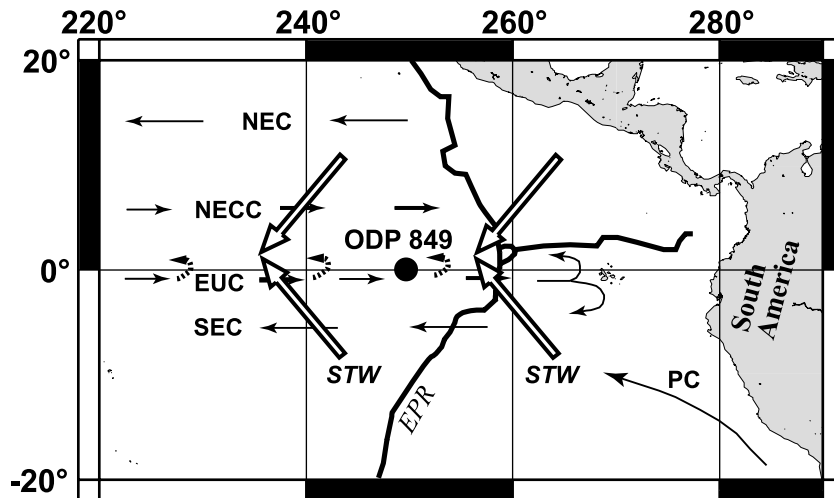 220°
240°
260°
280°
20°
NEC
NECC
ODP 849
0°
EUC
SEC
STW
STW
EPR
PC
South
America
-20°